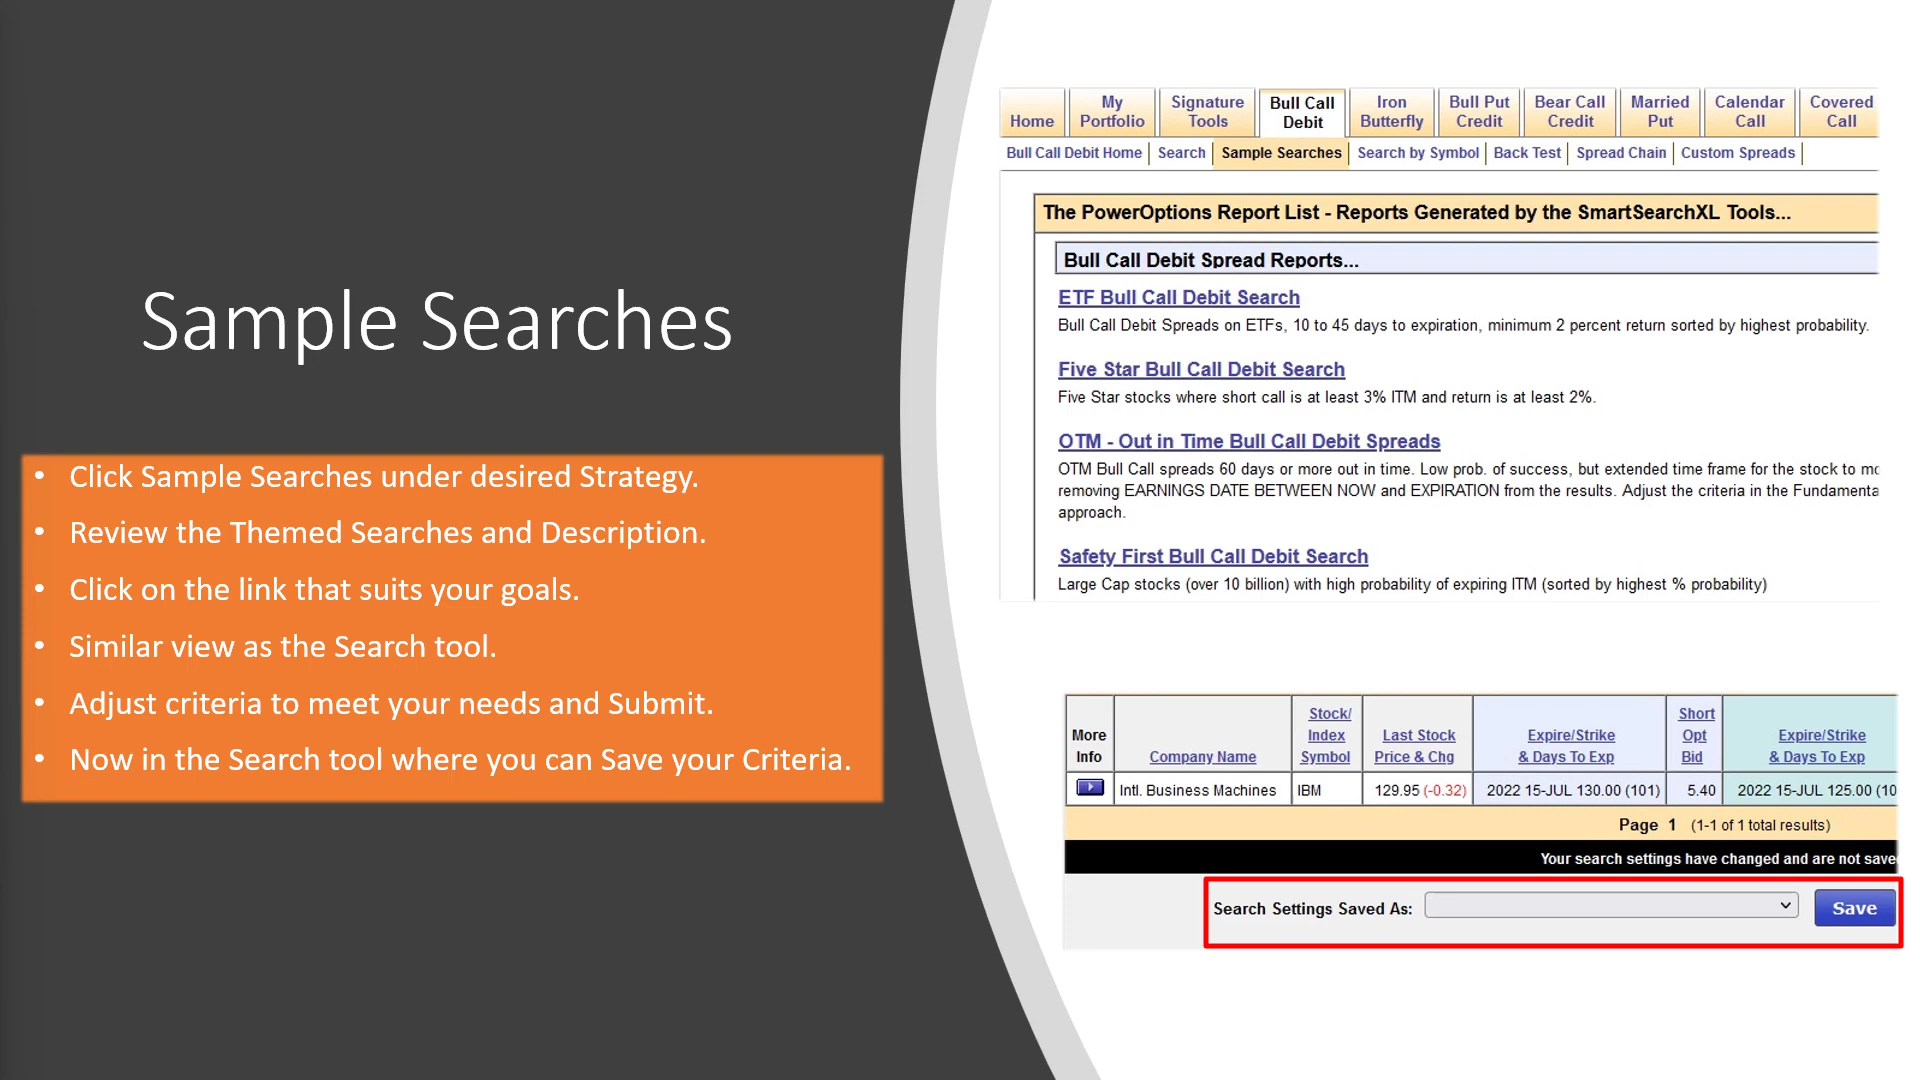 Sample Searches
• Click Sample Searches under desired Strategy.
• Review the Themed Searches and Description.
• Click on the link that suits your goals.
• Similar view as the Search tool.
• Adjust criteria to meet your needs and Submit.
• Now in the Search tool where you can Save your Criteria.
Home | My Portfolio | Signature Tools | Bull Call Debit | Iron Butterfly | Bull Put Credit | Bear Call Credit | Married Put | Calendar Call | Covered Call
Bull Call Debit Home | Search | Sample Searches | Search by Symbol | Back Test | Spread Chain | Custom Spreads |
The PowerOptions Report List - Reports Generated by the SmartSearchXL Tools...
Bull Call Debit Spread Reports...
ETF Bull Call Debit Search
Bull Call Debit Spreads on ETFs, 10 to 45 days to expiration, minimum 2 percent return sorted by highest probability.
Five Star Bull Call Debit Search
Five Star stocks where short call is at least 3% ITM and return is at least 2%.
OTM - Out in Time Bull Call Debit Spreads
OTM Bull Call spreads 60 days or more out in time. Low prob. of success, but extended time frame for the stock to
removing EARNINGS DATE BETWEEN NOW and EXPIRATION from the results. Adjust the criteria in the
approach.
Safety First Bull Call Debit Search
Large Cap stocks (over 10 billion) with high probability of expiring ITM (sorted by highest % probability)
More Info | Company Name | Stock/ Index Symbol | Last Stock Price & Chg | Expire/Strike & Days To Exp | Short Opt Bid | Expire/Strike & Days To Exp
Intl. Business Machines | IBM | 129.95 (-0.32) | 2022 15-JUL 130.00 (101) | 5.40 | 2022 15-JUL 125.00 (10
Page 1 (1-1 of 1 total results)
Your search settings have changed and are not
Search Settings Saved As: Save